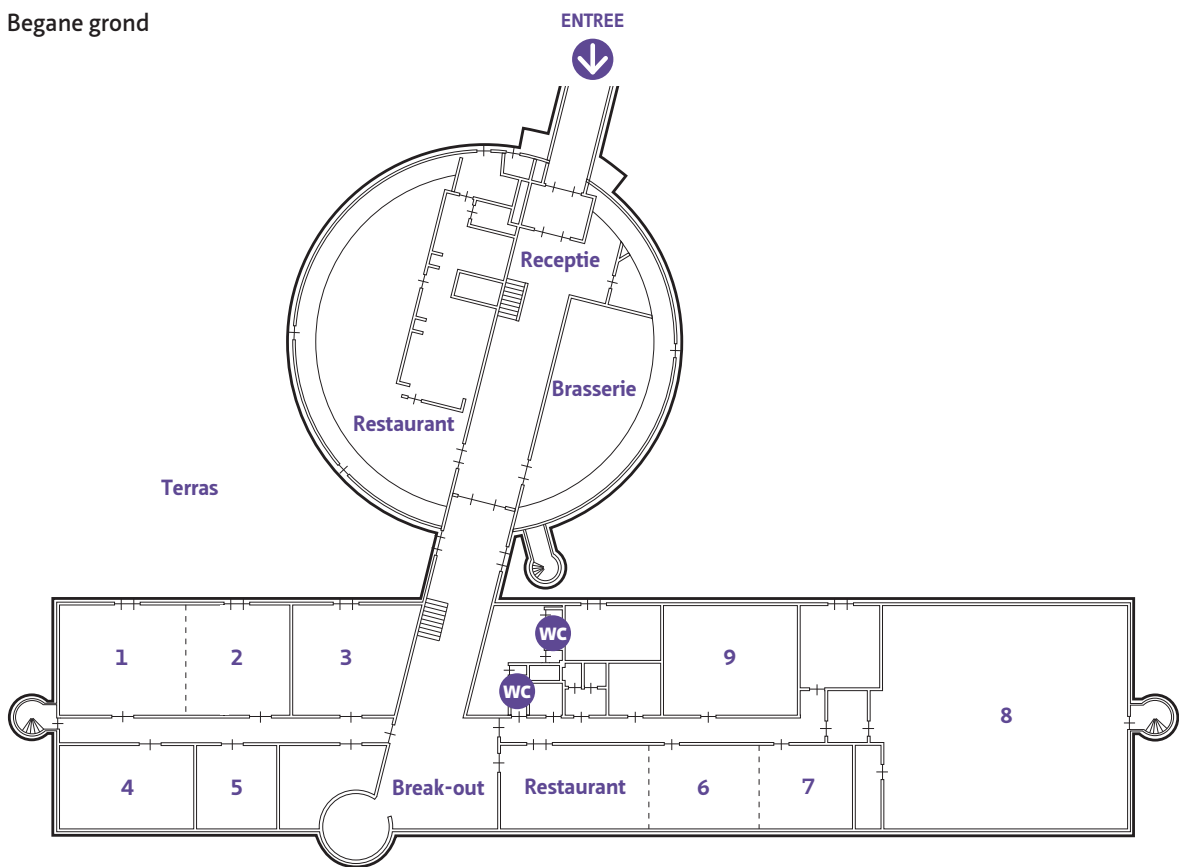 Begane grond
ENTREE
Receptie
Brasserie
Restaurant
Terras
WC
1
2
3
9
WC
8
4
5
Break-out
Restaurant
6
7